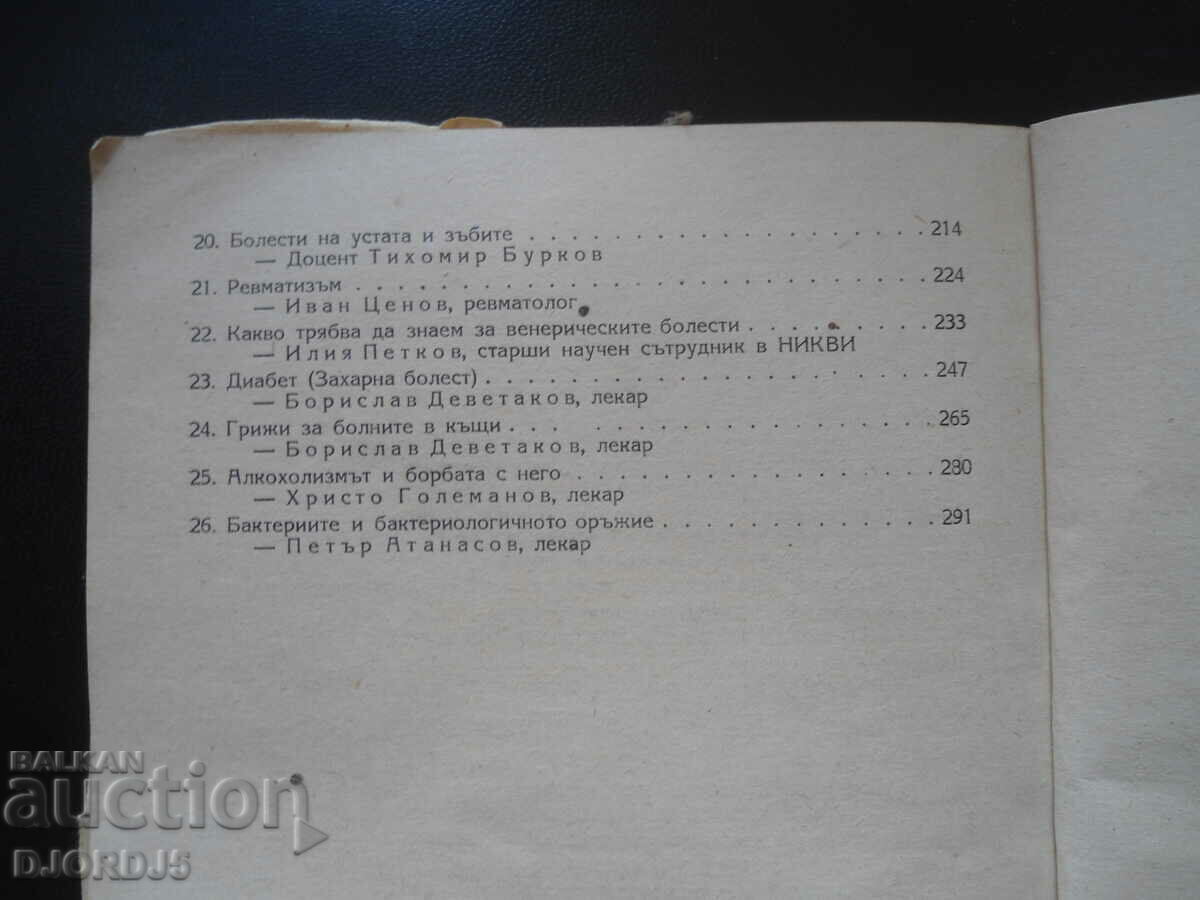 20. Болести на устата и зъбите . . . . . . . . . . . . . . . . . . . 214
— Доцент Тихомир Бурков
21. Ревматизъм . . . . . . . . . . . . . . . . . . . . . . . . . . . . 224
— Иван Ценов, ревматолог
22. Какво трябва да знаем за венерическите болести . . . . . . . . . 233
— Илия Петков, старши научен сътрудник в НИКВИ
23. Диабет (Захарна болест) . . . . . . . . . . . . . . . . . . . . . 247
— Борислав Деветаков, лекар
24. Грижи за болните в къщи . . . . . . . . . . . . . . . . . . . . 265
— Борислав Деветаков, лекар
25. Алкохолизмът и борбата с него . . . . . . . . . . . . . . . . . 280
— Христо Големанов, лекар
26. Бактериите и бактериологичното оръжие . . . . . . . . . . . . . 291
— Петър Атанасов, лекар
BALKAN
auction
DJORDJ5